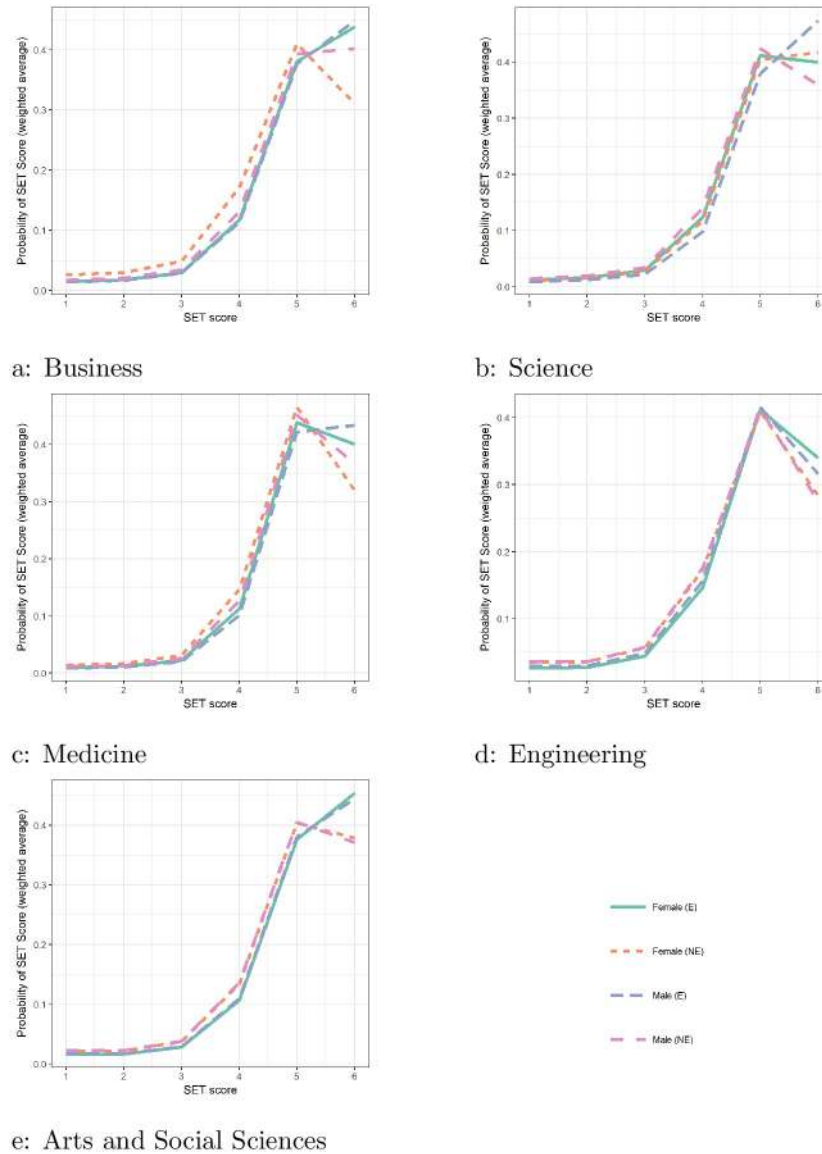 Probability of SET Score (weighted average)
0.4
0.3
0.2
0.1
0.0
1 2 3 4 5 6
SET score
a: Business
Probability of SET Score (weighted average)
0.4
0.3
0.2
0.1
0.0
1 2 3 4 5 6
SET score
b: Science
Probability of SET Score (weighted average)
0.4
0.3
0.2
0.1
0.0
1 2 3 4 5 6
SET score
c: Medicine
Probability of SET Score (weighted average)
0.4
0.3
0.2
0.1
1 2 3 4 5 6
SET score
d: Engineering
Probability of SET Score (weighted average)
0.4
0.3
0.2
0.1
0.0
1 2 3 4 5 6
SET score
e: Arts and Social Sciences
Female (E)
Female (NE)
Male (E)
Male (NE)